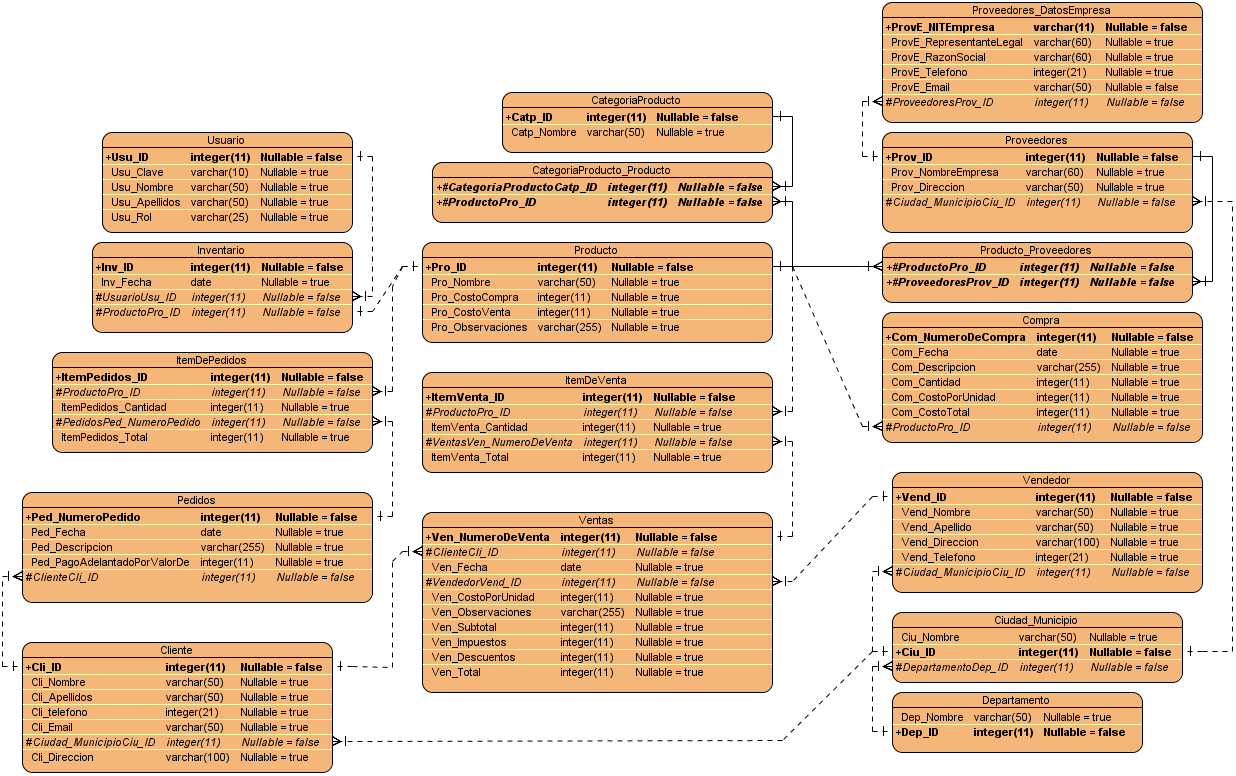 Proveedores_DatosEmpresa
+ProvE_NITEmpresa varchar(11) Nullable = false
ProvE_RepresentanteLegal varchar(60) Nullable = true
ProvE_RazonSocial varchar(60) Nullable = true
ProvE_Telefono integer(21) Nullable = true
ProvE_Email varchar(50) Nullable = false
#ProveedoresProv_ID integer(11) Nullable = false
CategoriaProducto
+Catp_ID integer(11) Nullable = false
Catp_Nombre varchar(50) Nullable = true
Usuario
+Usu_ID integer(11) Nullable = false
Usu_Clave varchar(10) Nullable = true
Usu_Nombre varchar(50) Nullable = true
Usu_Apellidos varchar(50) Nullable = true
Usu_Rol varchar(25) Nullable = true
CategoriaProducto_Producto
+#CategoriaProductoCatp_ID integer(11) Nullable = false
+#ProductoPro_ID integer(11) Nullable = false
Proveedores
+Prov_ID integer(11) Nullable = false
Prov_NombreEmpresa varchar(60) Nullable = true
Prov_Direccion varchar(50) Nullable = true
#Ciudad_MunicipioCiu_ID integer(11) Nullable = false
Inventario
+Inv_ID integer(11) Nullable = false
Inv_Fecha date Nullable = true
#UsuarioUsu_ID integer(11) Nullable = false
#ProductoPro_ID integer(11) Nullable = false
Producto
+Pro_ID integer(11) Nullable = false
Pro_Nombre varchar(50) Nullable = true
Pro_CostoCompra integer(11) Nullable = true
Pro_CostoVenta integer(11) Nullable = true
Pro_Observaciones varchar(255) Nullable = true
Producto_Proveedores
+#ProductoPro_ID integer(11) Nullable = false
+#ProveedoresProv_ID integer(11) Nullable = false
Compra
+Com_NumeroDeCompra integer(11) Nullable = false
Com_Fecha date Nullable = true
Com_Descripcion varchar(255) Nullable = true
Com_Cantidad integer(11) Nullable = true
Com_CostoPorUnidad integer(11) Nullable = true
Com_CostoTotal integer(11) Nullable = true
#ProductoPro_ID integer(11) Nullable = false
ItemDePedidos
+ItemPedidos_ID integer(11) Nullable = false
#ProductoPro_ID integer(11) Nullable = false
ItemPedidos_Cantidad integer(11) Nullable = true
#PedidosPed_NumeroPedido integer(11) Nullable = false
ItemPedidos_Total integer(11) Nullable = true
ItemDeVenta
+ItemVenta_ID integer(11) Nullable = false
#ProductoPro_ID integer(11) Nullable = false
ItemVenta_Cantidad integer(11) Nullable = true
#VentasVen_NumeroDeVenta integer(11) Nullable = false
ItemVenta_Total integer(11) Nullable = true
Vendedor
+Vend_ID integer(11) Nullable = false
Vend_Nombre varchar(50) Nullable = true
Vend_Apellido varchar(50) Nullable = true
Vend_Direccion varchar(100) Nullable = true
Vend_Telefono integer(21) Nullable = true
#Ciudad_MunicipioCiu_ID integer(11) Nullable = false
Pedidos
+Ped_NumeroPedido integer(11) Nullable = false
Ped_Fecha date Nullable = true
Ped_Descripcion varchar(255) Nullable = true
Ped_PagoAdelantadoPorValorDe integer(11) Nullable = true
#ClienteCli_ID integer(11) Nullable = false
Ventas
+Ven_NumeroDeVenta integer(11) Nullable = false
#ClienteCli_ID integer(11) Nullable = false
Ven_Fecha date Nullable = true
#VendedorVend_ID integer(11) Nullable = false
Ven_CostoPorUnidad integer(11) Nullable = true
Ven_Observaciones varchar(255) Nullable = true
Ven_Subtotal integer(11) Nullable = true
Ven_Impuestos integer(11) Nullable = true
Ven_Descuentos integer(11) Nullable = true
Ven_Total integer(11) Nullable = true
Ciudad_Municipio
Ciu_Nombre varchar(50) Nullable = true
+Ciu_ID integer(11) Nullable = false
#DepartamentoDep_ID integer(11) Nullable = false
Cliente
+Cli_ID integer(11) Nullable = false
Cli_Nombre varchar(50) Nullable = true
Cli_Apellidos varchar(50) Nullable = true
Cli_telefono integer(21) Nullable = true
Cli_Email varchar(50) Nullable = true
#Ciudad_MunicipioCiu_ID integer(11) Nullable = false
Cli_Direccion varchar(100) Nullable = true
Departamento
Dep_Nombre varchar(50) Nullable = true
+Dep_ID integer(11) Nullable = false